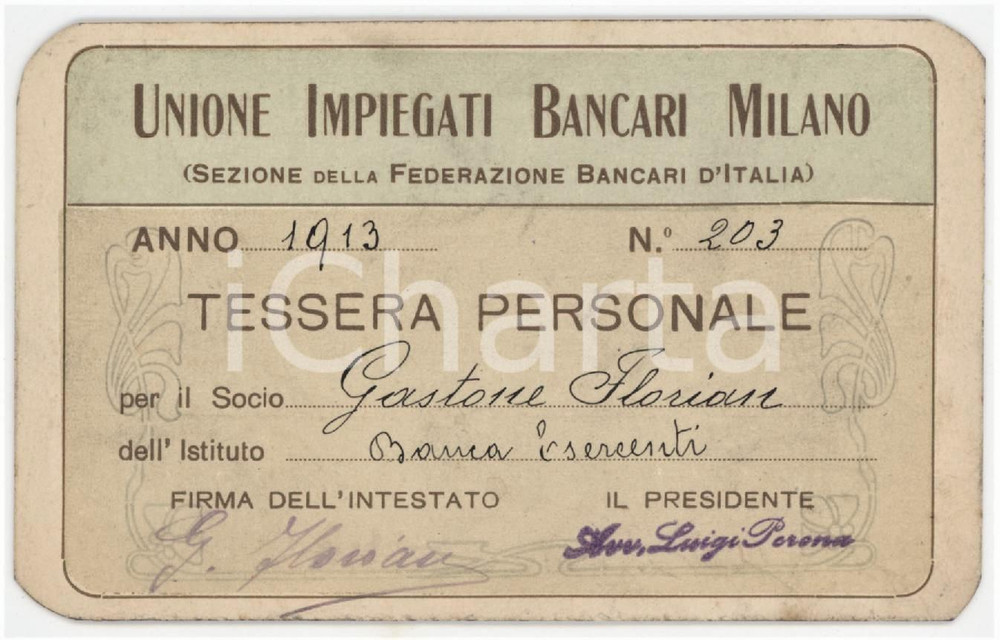 UNIONE IMPIEGATI BANCARI MILANO
(SEZIONE DELLA FEDERAZIONE BANCARI D'ITALIA)
ANNO 1913 N.º 203
TESSERA PERSONALE
iCharta
per il Socio Gastone Florian
dell' Istituto Banca Esercenti
FIRMA DELL'INTESTATO IL PRESIDENTE
G. Florian Avv. Luigi Perona